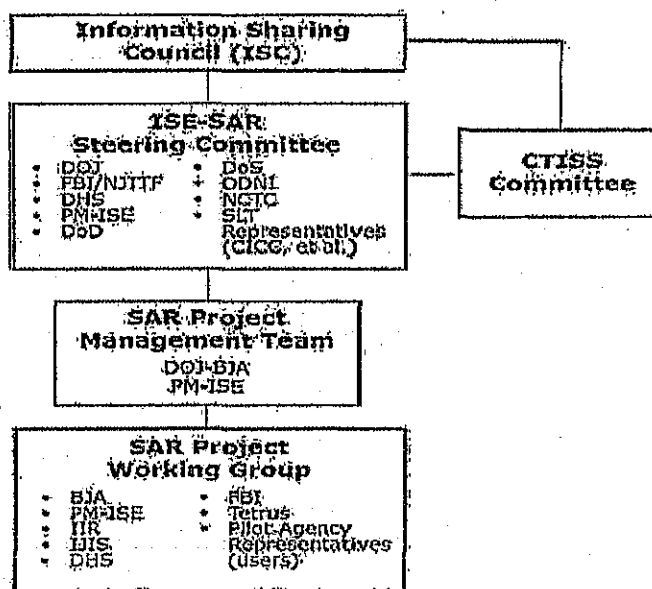 Information Sharing
Council (ISC)
ISE-SAR
Steering Committee
• DOJ
• FBI/NJTTF
• DHS
• PM-ISE
• DoD
• DoS
• ODNI
• NCTC
• SLT
Representatives
(CICC, et al.)
CTISS
Committee
SAR Project
Management Team
DOJ-BJA
PM-ISE
SAR Project
Working Group
• BJA
• PM-ISE
• IIR
• IJIS
• DHS
• FBI
• Tetrus
• Pilot Agency
Representatives
(users)